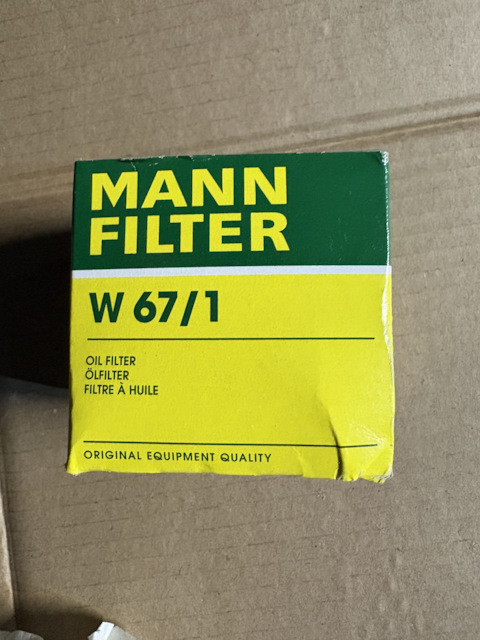 MANN
FILTER
W 67/1
OIL FILTER
ÖLFILTER
FILTRE À HUILE
ORIGINAL EQUIPMENT QUALITY